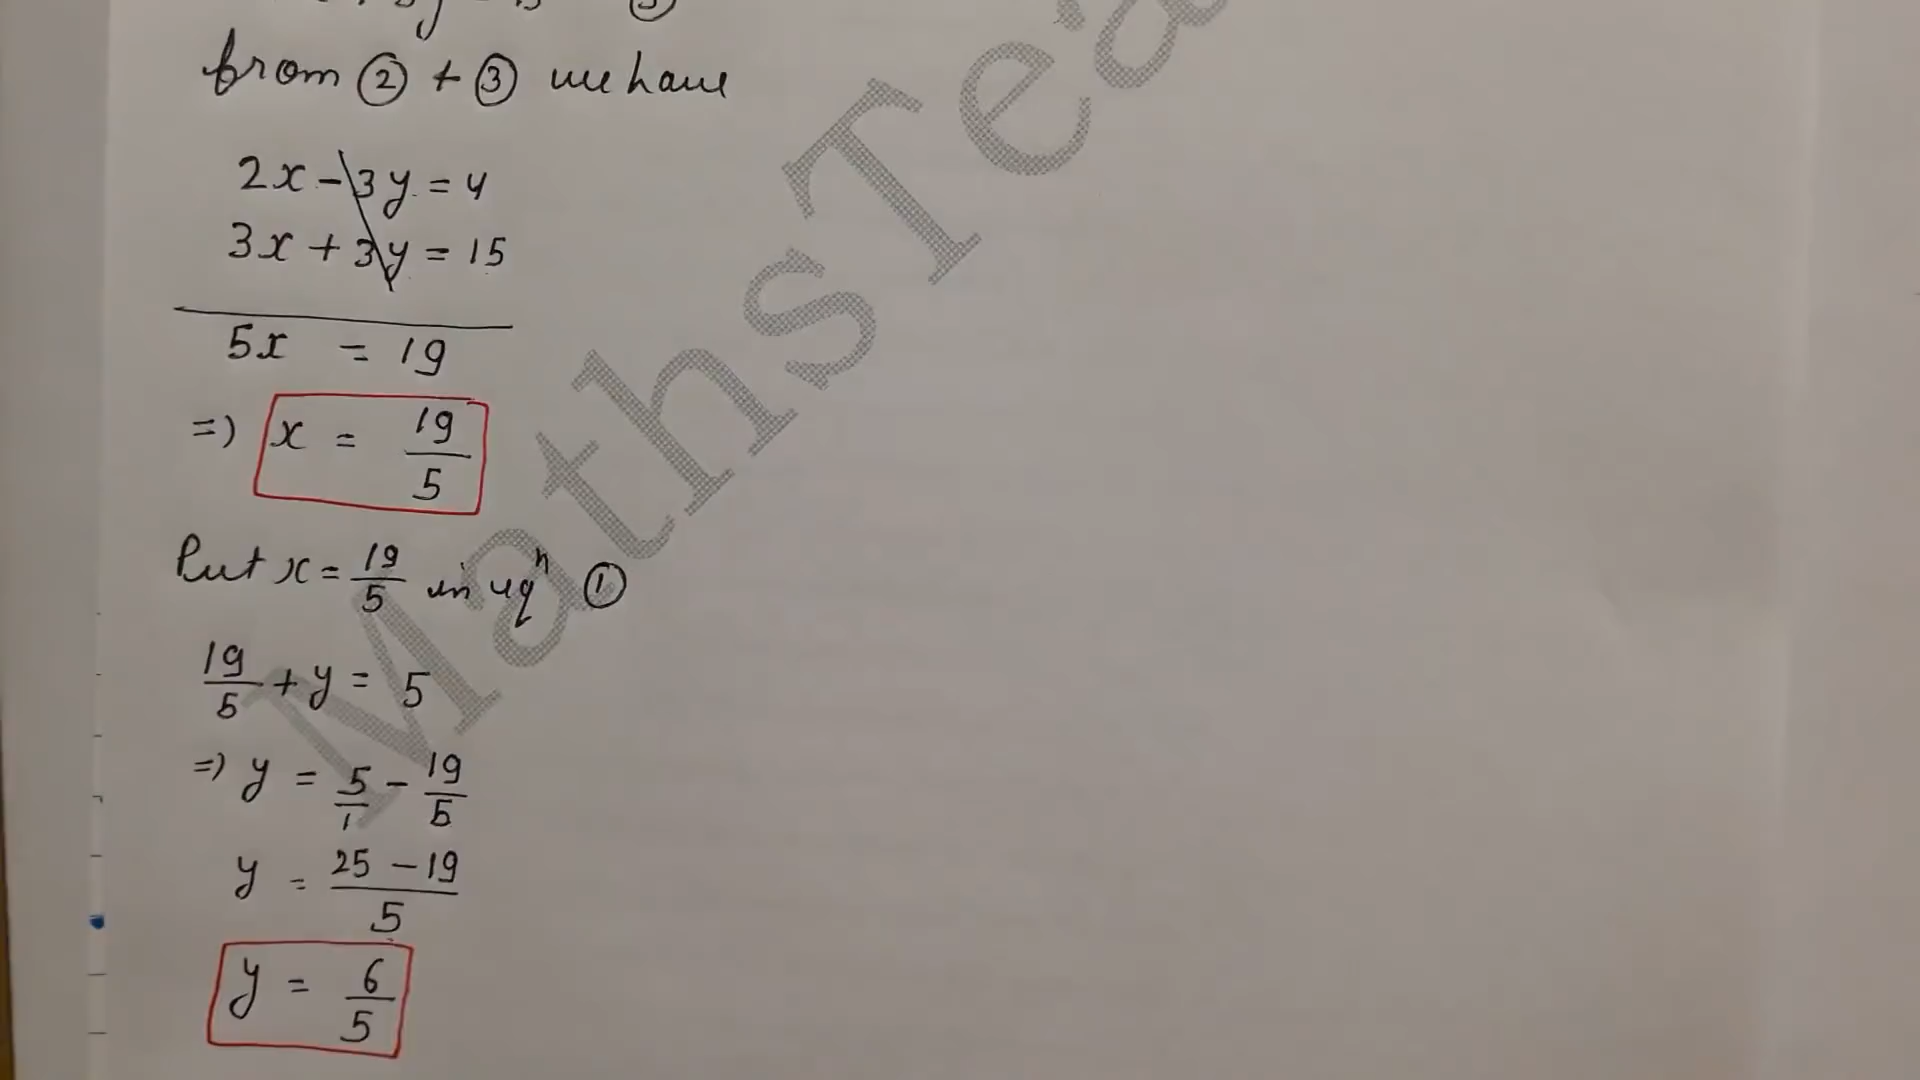 from ② + ③ we have
2x - 3y = 4
3x + 3y = 15
5x = 19
=> x = 19/5
Put x = 19/5 in eqⁿ ①
19/5 + y = 5
=> y = 5/1 - 19/5
y = 25 - 19/5
y = 6/5
MathsTea